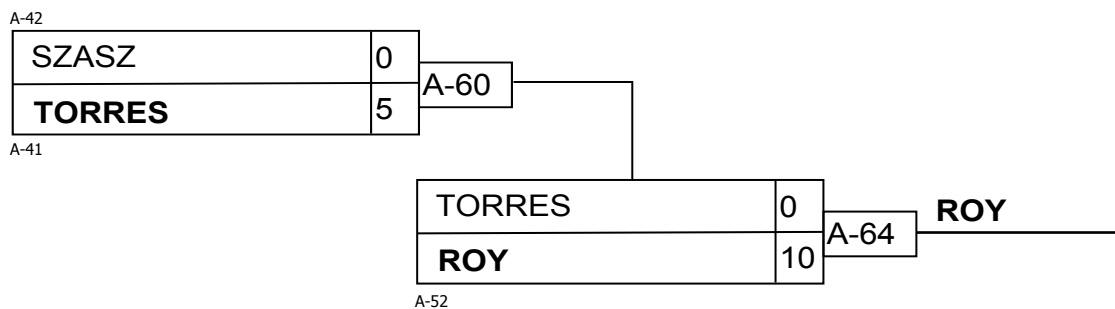 A-42
SZASZ 0
A-60
TORRES 5
A-41
TORRES 0
ROY
A-64
ROY 10
A-52